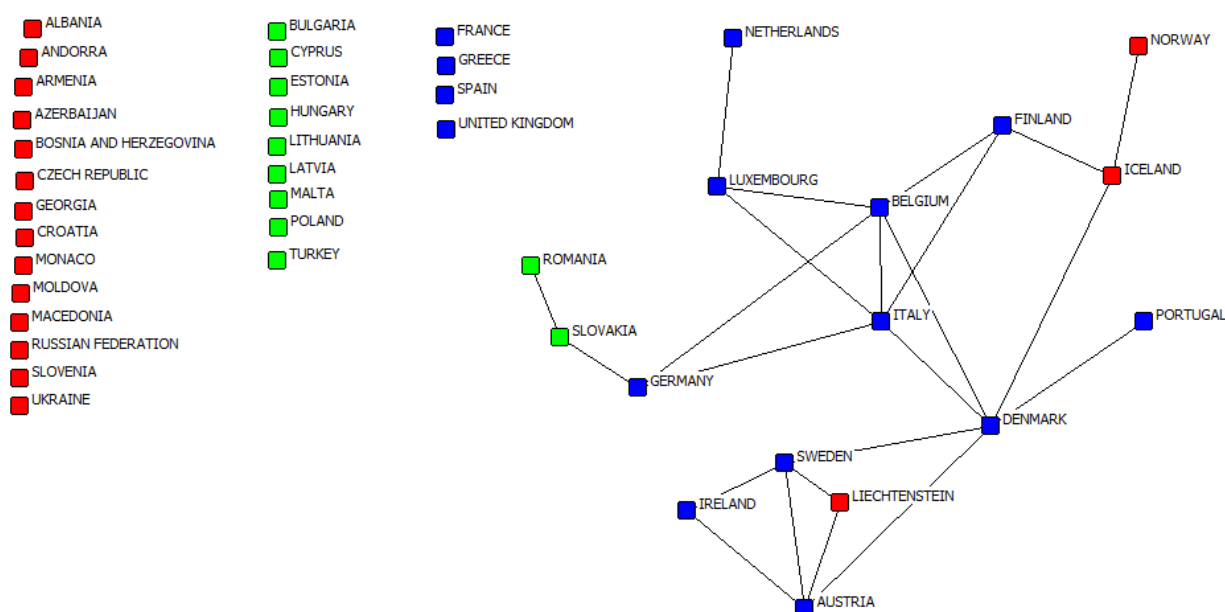 ALBANIA
ANDORRA
ARMENIA
AZERBAIJAN
BOSNIA AND HERZEGOVINA
CZECH REPUBLIC
GEORGIA
CROATIA
MONACO
MOLDOVA
MACEDONIA
RUSSIAN FEDERATION
SLOVENIA
UKRAINE
BULGARIA
CYPRUS
ESTONIA
HUNGARY
LITHUANIA
LATVIA
MALTA
POLAND
TURKEY
FRANCE
GREECE
SPAIN
UNITED KINGDOM
NETHERLANDS
NORWAY
FINLAND
ICELAND
LUXEMBOURG
BELGIUM
ROMANIA
SLOVAKIA
ITALY
PORTUGAL
GERMANY
DENMARK
SWEDEN
LIECHTENSTEIN
IRELAND
AUSTRIA